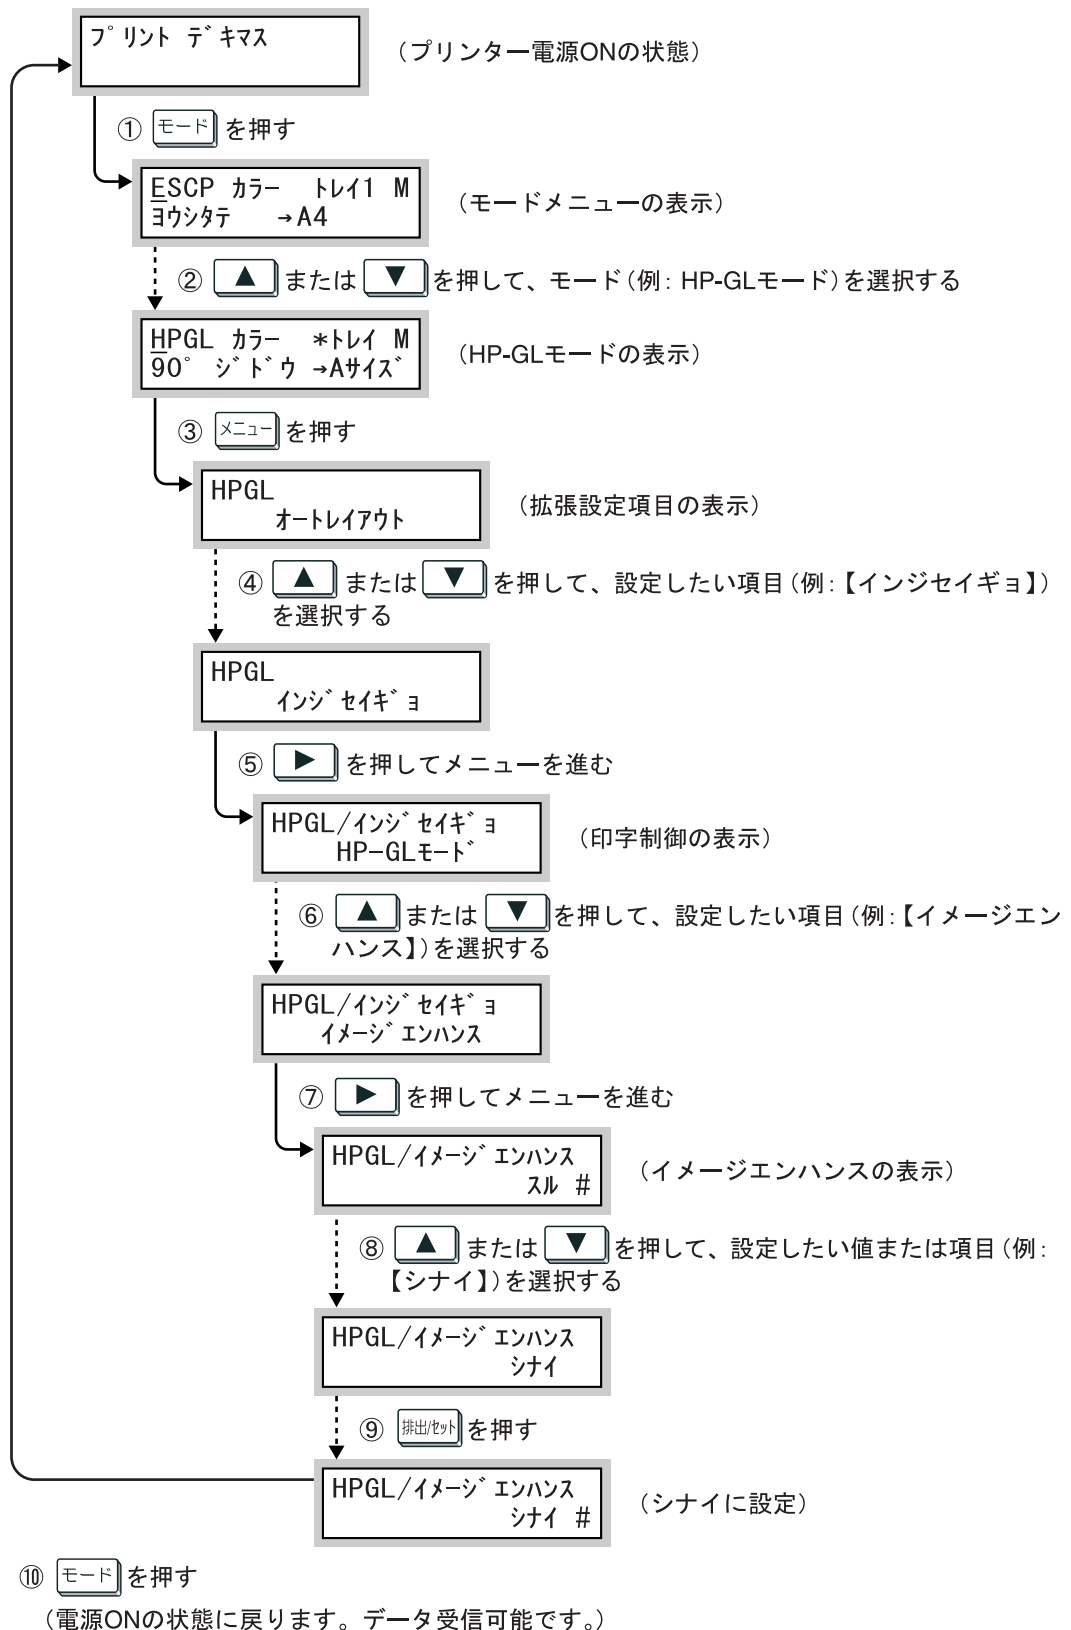 プリント デキマス
(プリンター電源ONの状態)
① モード を押す
ESCP カラー トレイ1 M
ヨウシタテ →A4
(モードメニューの表示)
② ▲ または ▼ を押して、モード(例: HP-GLモード)を選択する
HPGL カラー *トレイ M
90° ジドウ →Aサイズ
(HP-GLモードの表示)
③ メニュー を押す
HPGL
オートレイアウト
(拡張設定項目の表示)
④ ▲ または ▼ を押して、設定したい項目(例:【インジセイギョ】)
を選択する
HPGL
インジセイギョ
⑤ ▶ を押してメニューを進む
HPGL/インジセイギョ
HP-GLモード
(印字制御の表示)
⑥ ▲ または ▼ を押して、設定したい項目(例:【イメージエン
ハンス】)を選択する
HPGL/インジセイギョ
イメージエンハンス
⑦ ▶ を押してメニューを進む
HPGL/イメージエンハンス
スル #
(イメージエンハンスの表示)
⑧ ▲ または ▼ を押して、設定したい値または項目(例:
【シナイ】)を選択する
HPGL/イメージエンハンス
シナイ
⑨ 排出/セット を押す
HPGL/イメージエンハンス
シナイ #
(シナイに設定)
⑩ モード を押す
(電源ONの状態に戻ります。データ受信可能です。)